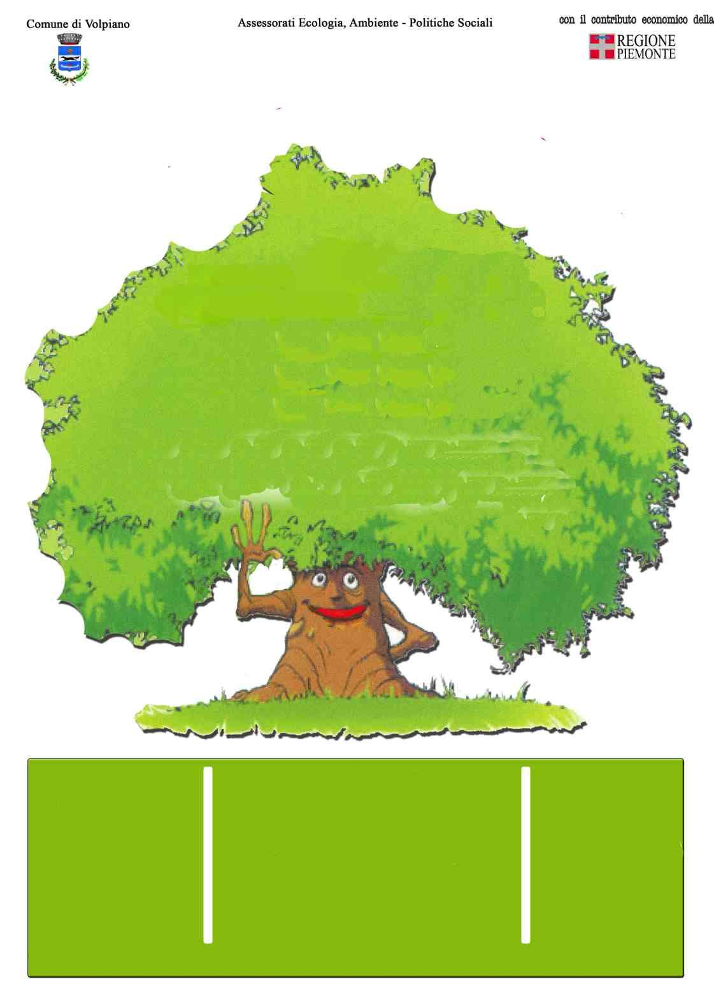 Comune di Volpiano
Assessorati Ecologia, Ambiente - Politiche Sociali
con il contributo economico della
REGIONE
PIEMONTE